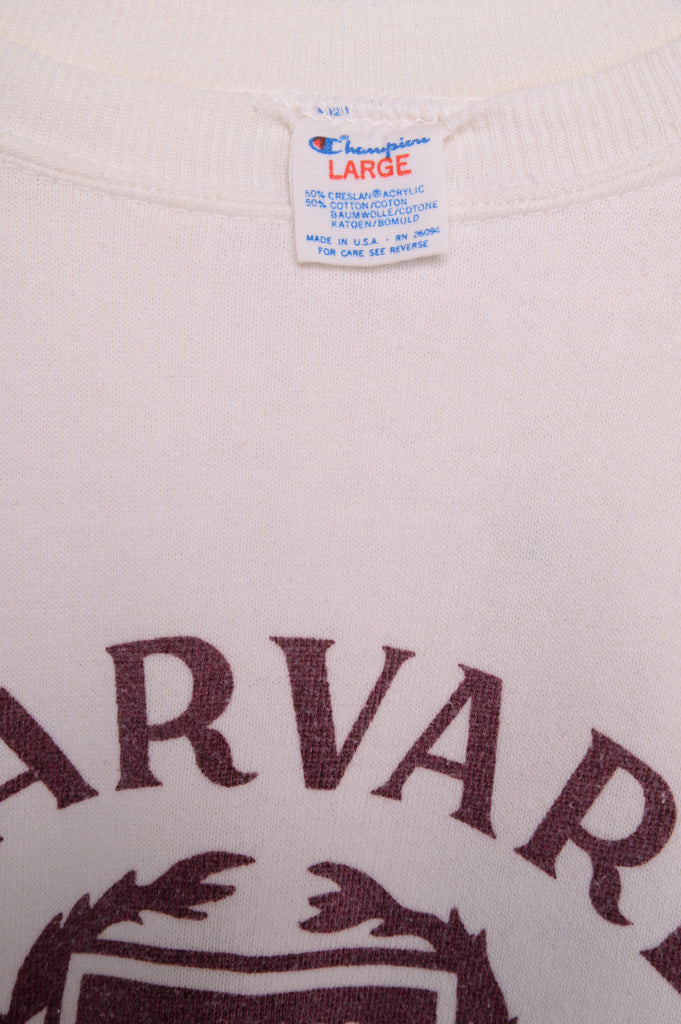 Champion®
LARGE
50% CRESLAN® ACRYLIC
50% COTTON/COTON
BAUMWOLLE/COTONE
KATOEN/BOMULD
MADE IN U.S.A. - RN 26094
FOR CARE SEE REVERSE
ARVAR